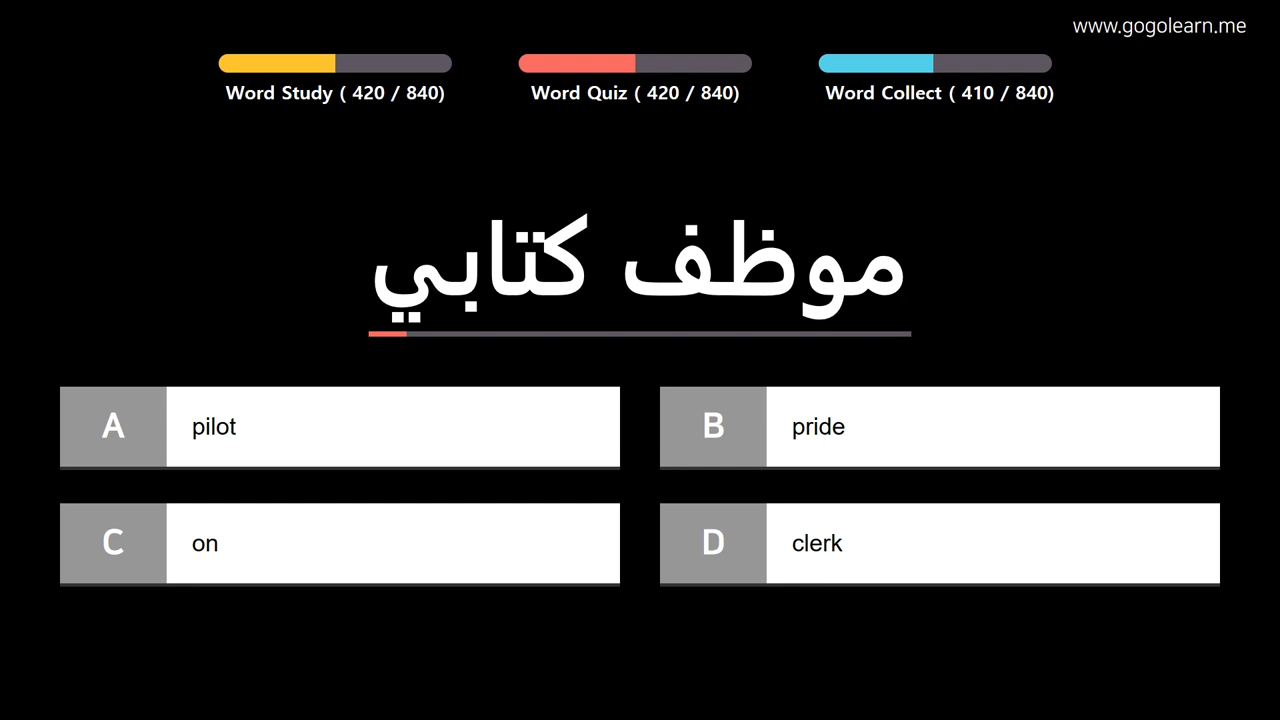 www.gogolearn.me
Word Study ( 420 / 840)
Word Quiz ( 420 / 840)
Word Collect ( 410 / 840)
موظف كتابي
A pilot
B pride
C on
D clerk